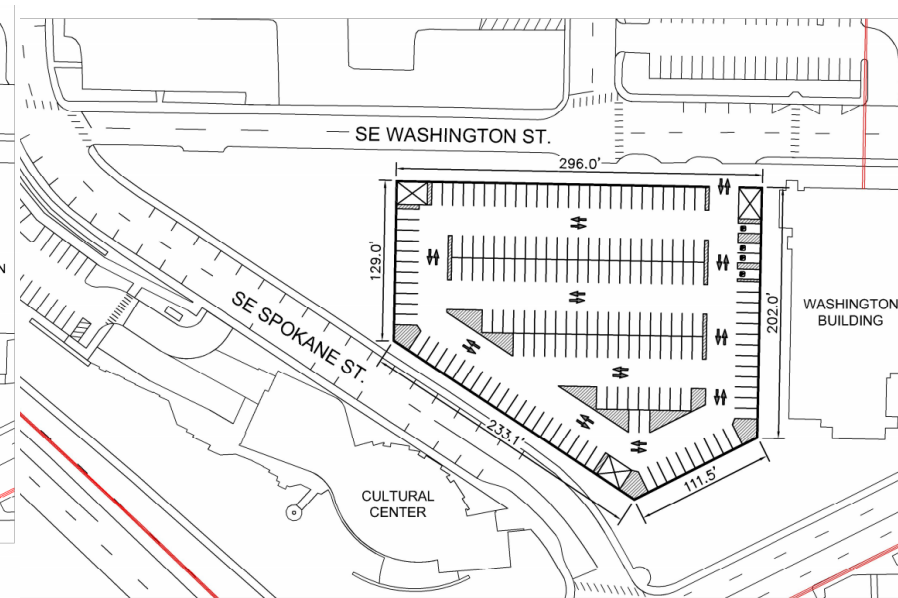 SE WASHINGTON ST.
296.0'
129.0'
202.0'
N
WASHINGTON
BUILDING
SE SPOKANE ST.
233.1'
111.5'
CULTURAL
CENTER